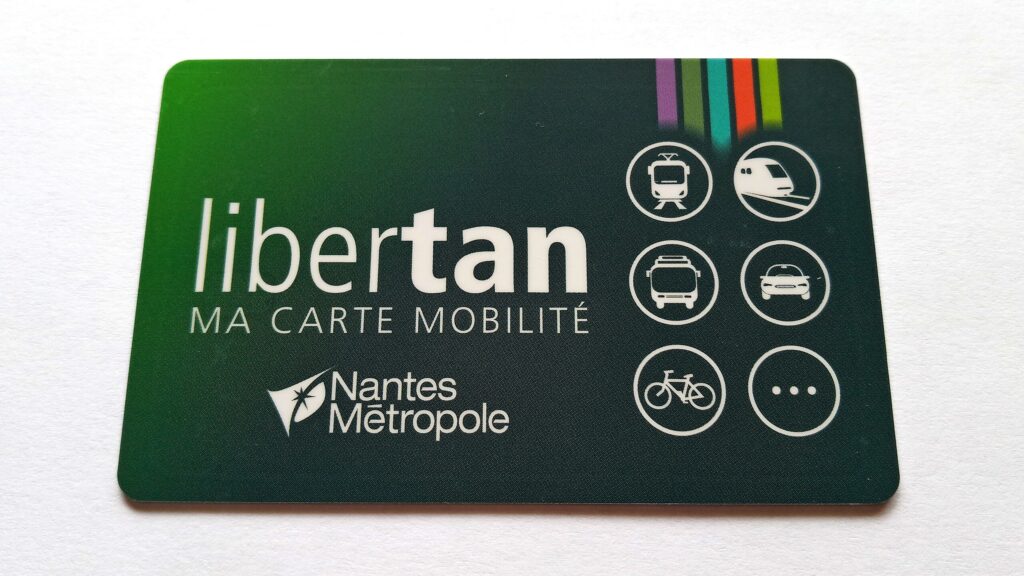 libertan
MA CARTE MOBILITÉ
Nantes
Métropole